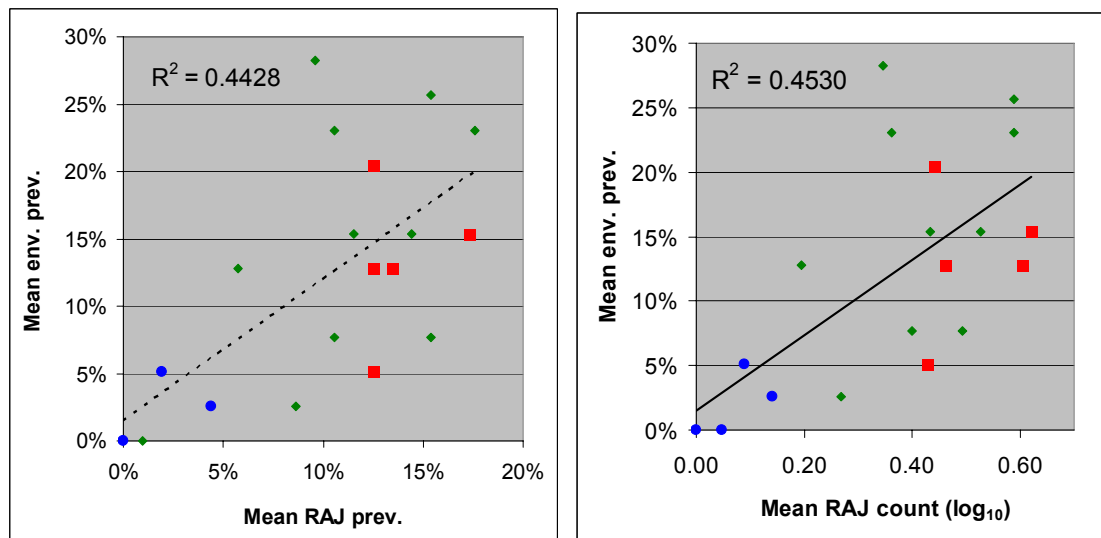 30%
25%
20%
15%
10%
5%
0%
Mean env. prev.
R² = 0.4428
0% 5% 10% 15% 20%
Mean RAJ prev.
30%
25%
20%
15%
10%
5%
0%
Mean env. prev.
R² = 0.4530
0.00 0.20 0.40 0.60
Mean RAJ count (log₁₀)